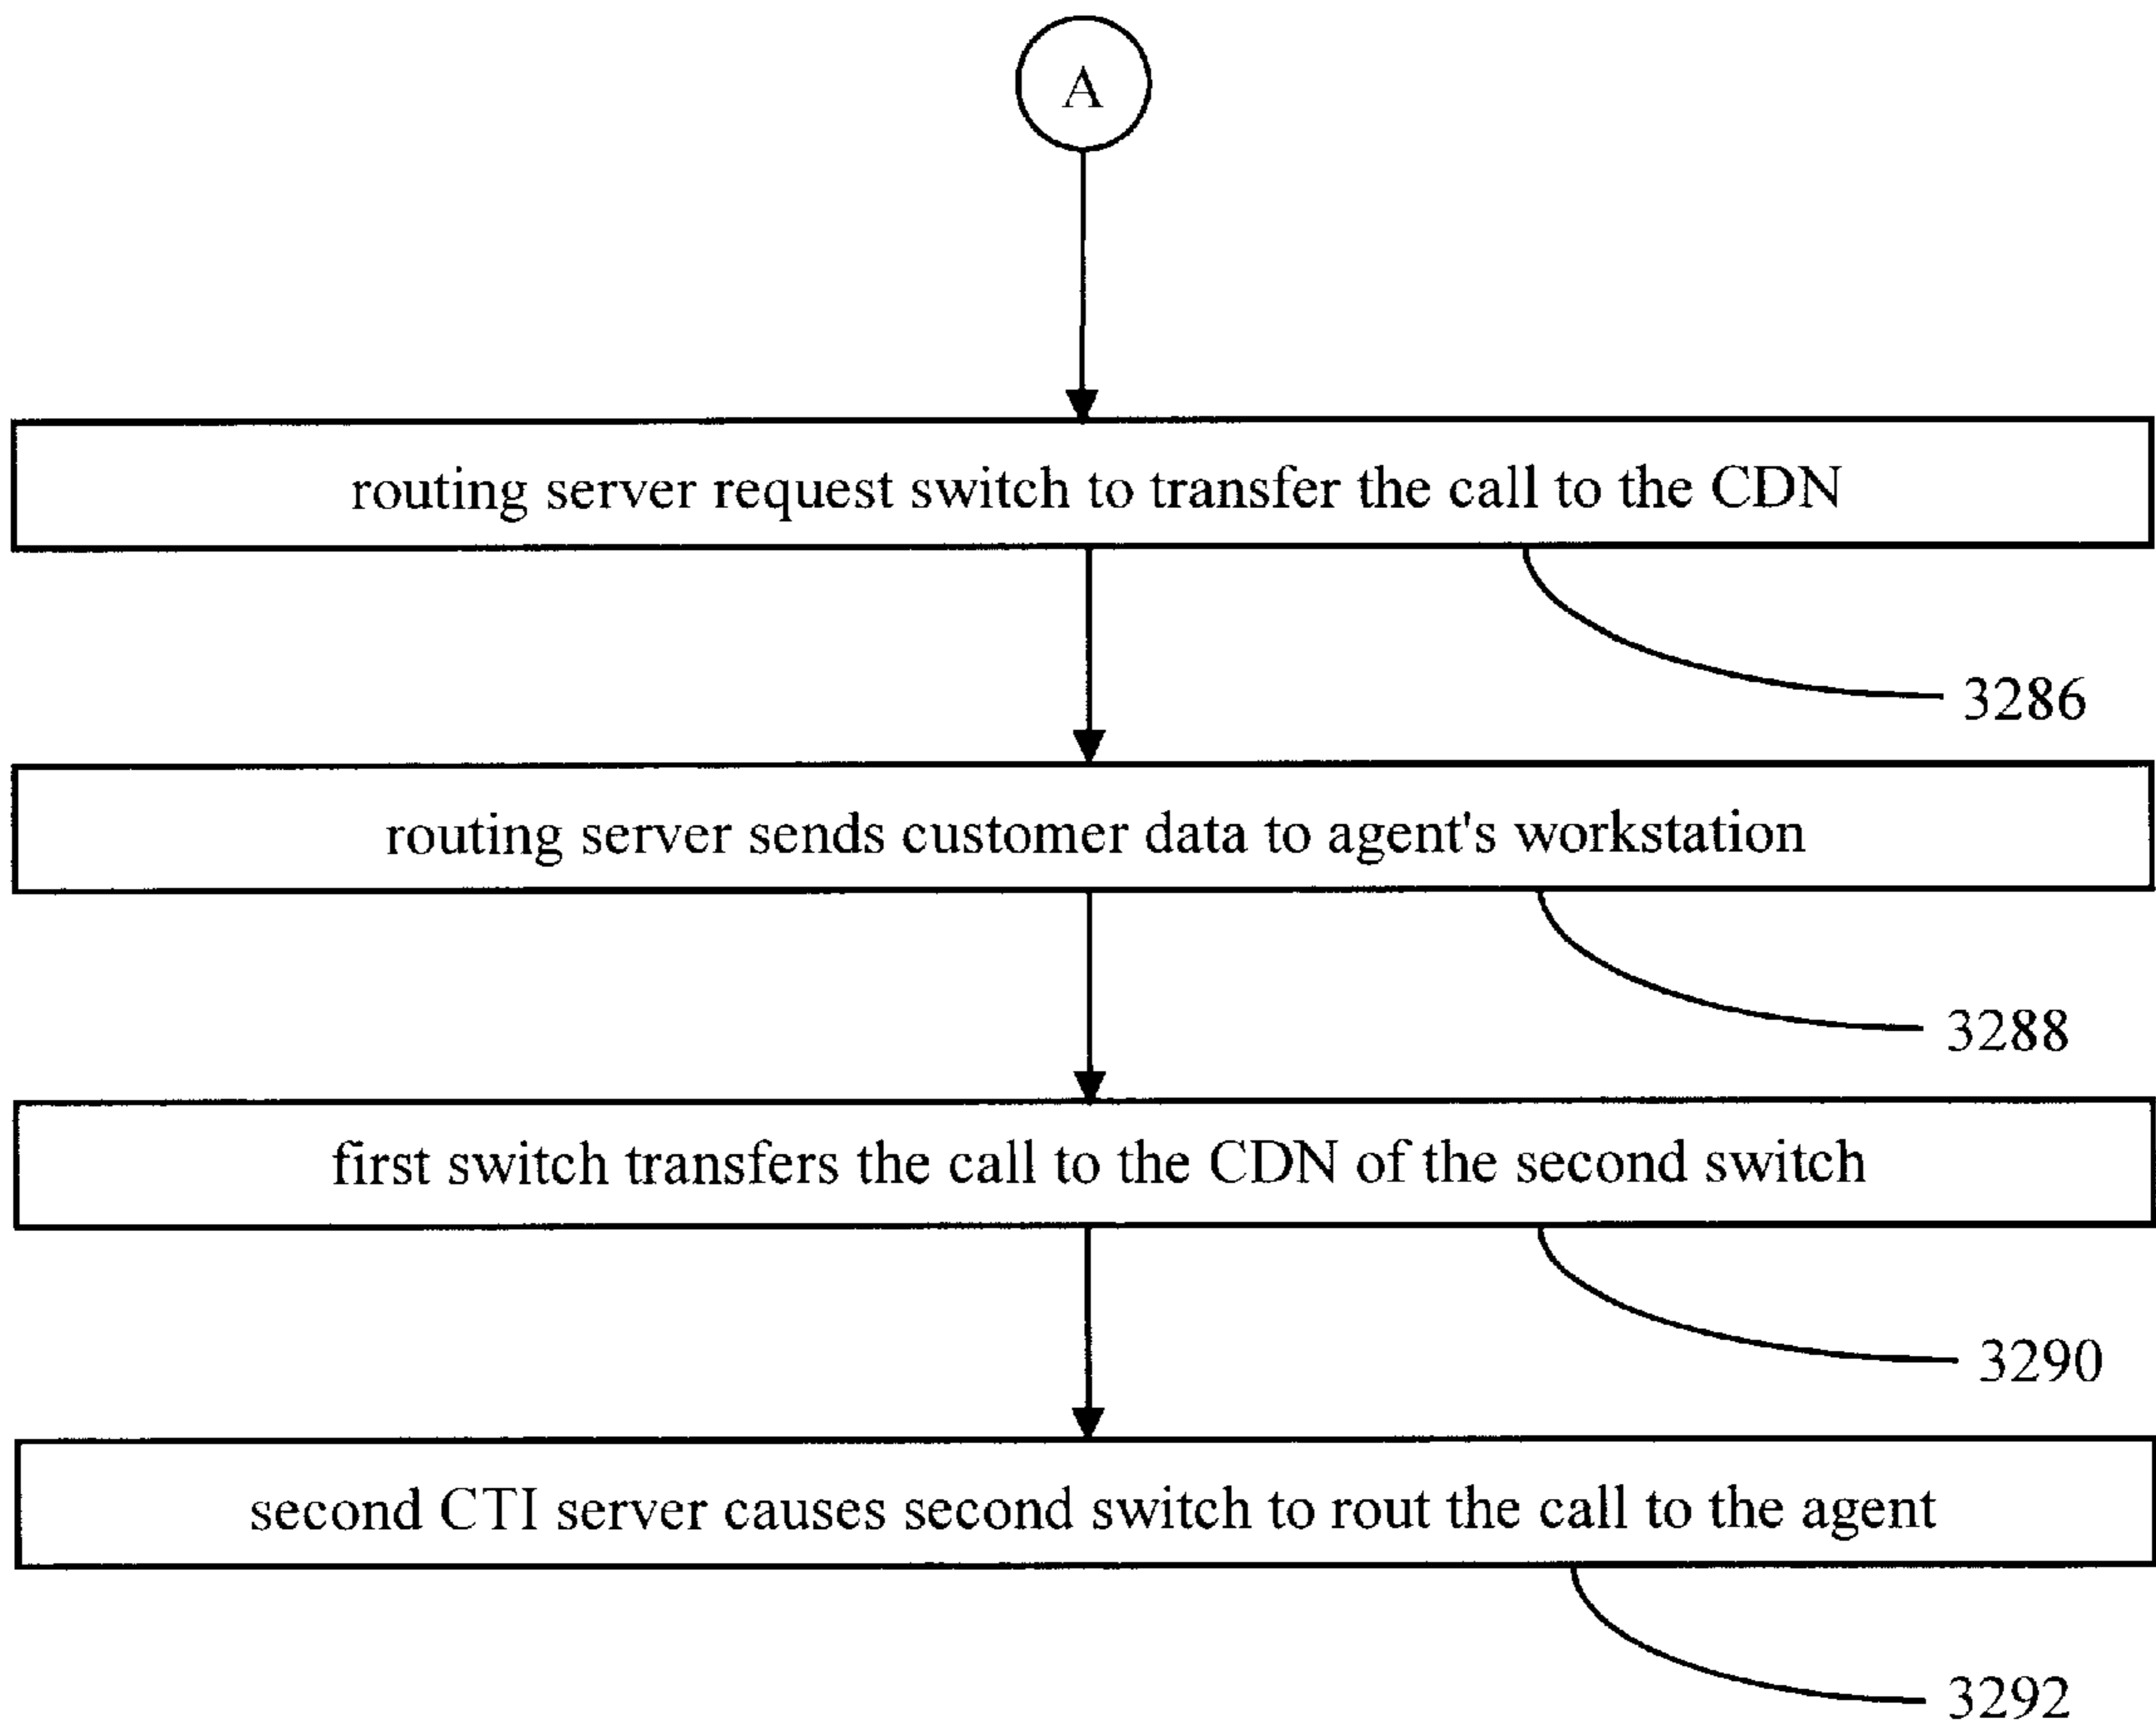 A
routing server request switch to transfer the call to the CDN
3286
routing server sends customer data to agent's workstation
3288
first switch transfers the call to the CDN of the second switch
3290
second CTI server causes second switch to rout the call to the agent
3292